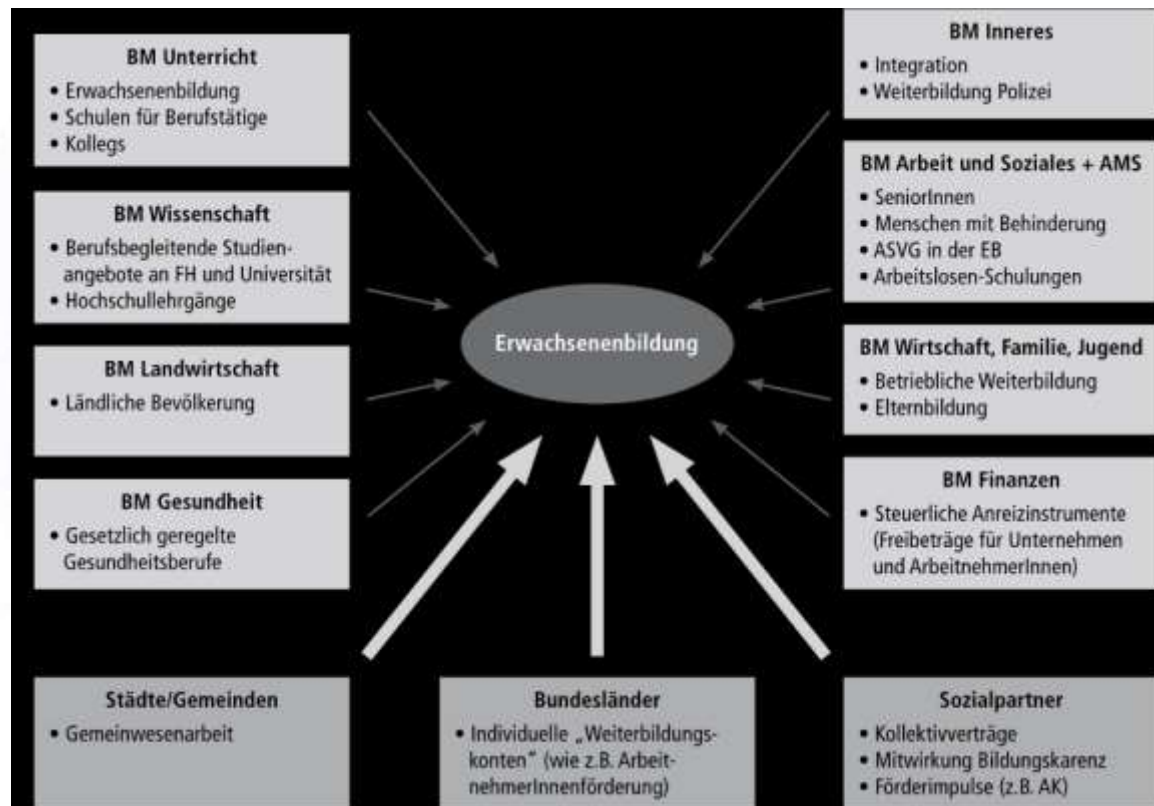 BM Unterricht
• Erwachsenenbildung
• Schulen für Berufstätige
• Kollegs
BM Wissenschaft
• Berufsbegleitende Studien-
angebote an FH und Universität
• Hochschullehrgänge
BM Landwirtschaft
• Ländliche Bevölkerung
BM Gesundheit
• Gesetzlich geregelte
Gesundheitsberufe
Erwachsenenbildung
BM Inneres
• Integration
• Weiterbildung Polizei
BM Arbeit und Soziales + AMS
• SeniorInnen
• Menschen mit Behinderung
• ASVG in der EB
• Arbeitslosen-Schulungen
BM Wirtschaft, Familie, Jugend
• Betriebliche Weiterbildung
• Elternbildung
BM Finanzen
• Steuerliche Anreizinstrumente
(Freibeträge für Unternehmen
und ArbeitnehmerInnen)
Städte/Gemeinden
• Gemeinwesenarbeit
Bundesländer
• Individuelle „Weiterbildungs-
konten“ (wie z.B. Arbeit-
nehmerInnenförderung)
Sozialpartner
• Kollektivverträge
• Mitwirkung Bildungskarenz
• Förderimpulse (z.B. AK)